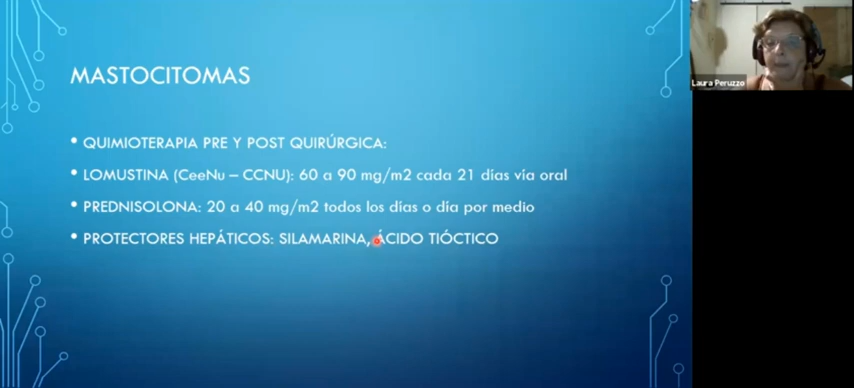 MASTOCITOMAS
• QUIMIOTERAPIA PRE Y POST QUIRÚRGICA:
• LOMUSTINA (CeeNu – CCNU): 60 a 90 mg/m2 cada 21 días via oral
• PREDNISOLONA: 20 a 40 mg/m2 todos los días o día por medio
• PROTECTORES HEPÁTICOS: SILAMARINA, ÁCIDO TIÓCTICO
Laura Peruzzo